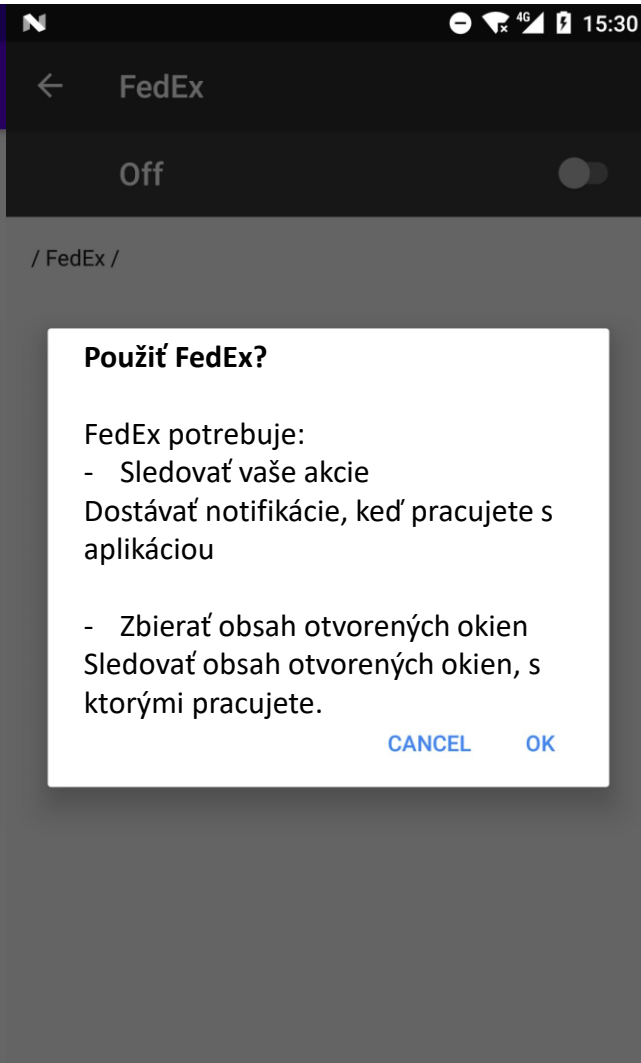 4G 15:30
FedEx
Off
/ FedEx /
Použiť FedEx?
FedEx potrebuje:
- Sledovať vaše akcie
Dostávať notifikácie, keď pracujete s
aplikáciou
- Zbierať obsah otvorených okien
Sledovať obsah otvorených okien, s
ktorými pracujete.
CANCEL OK